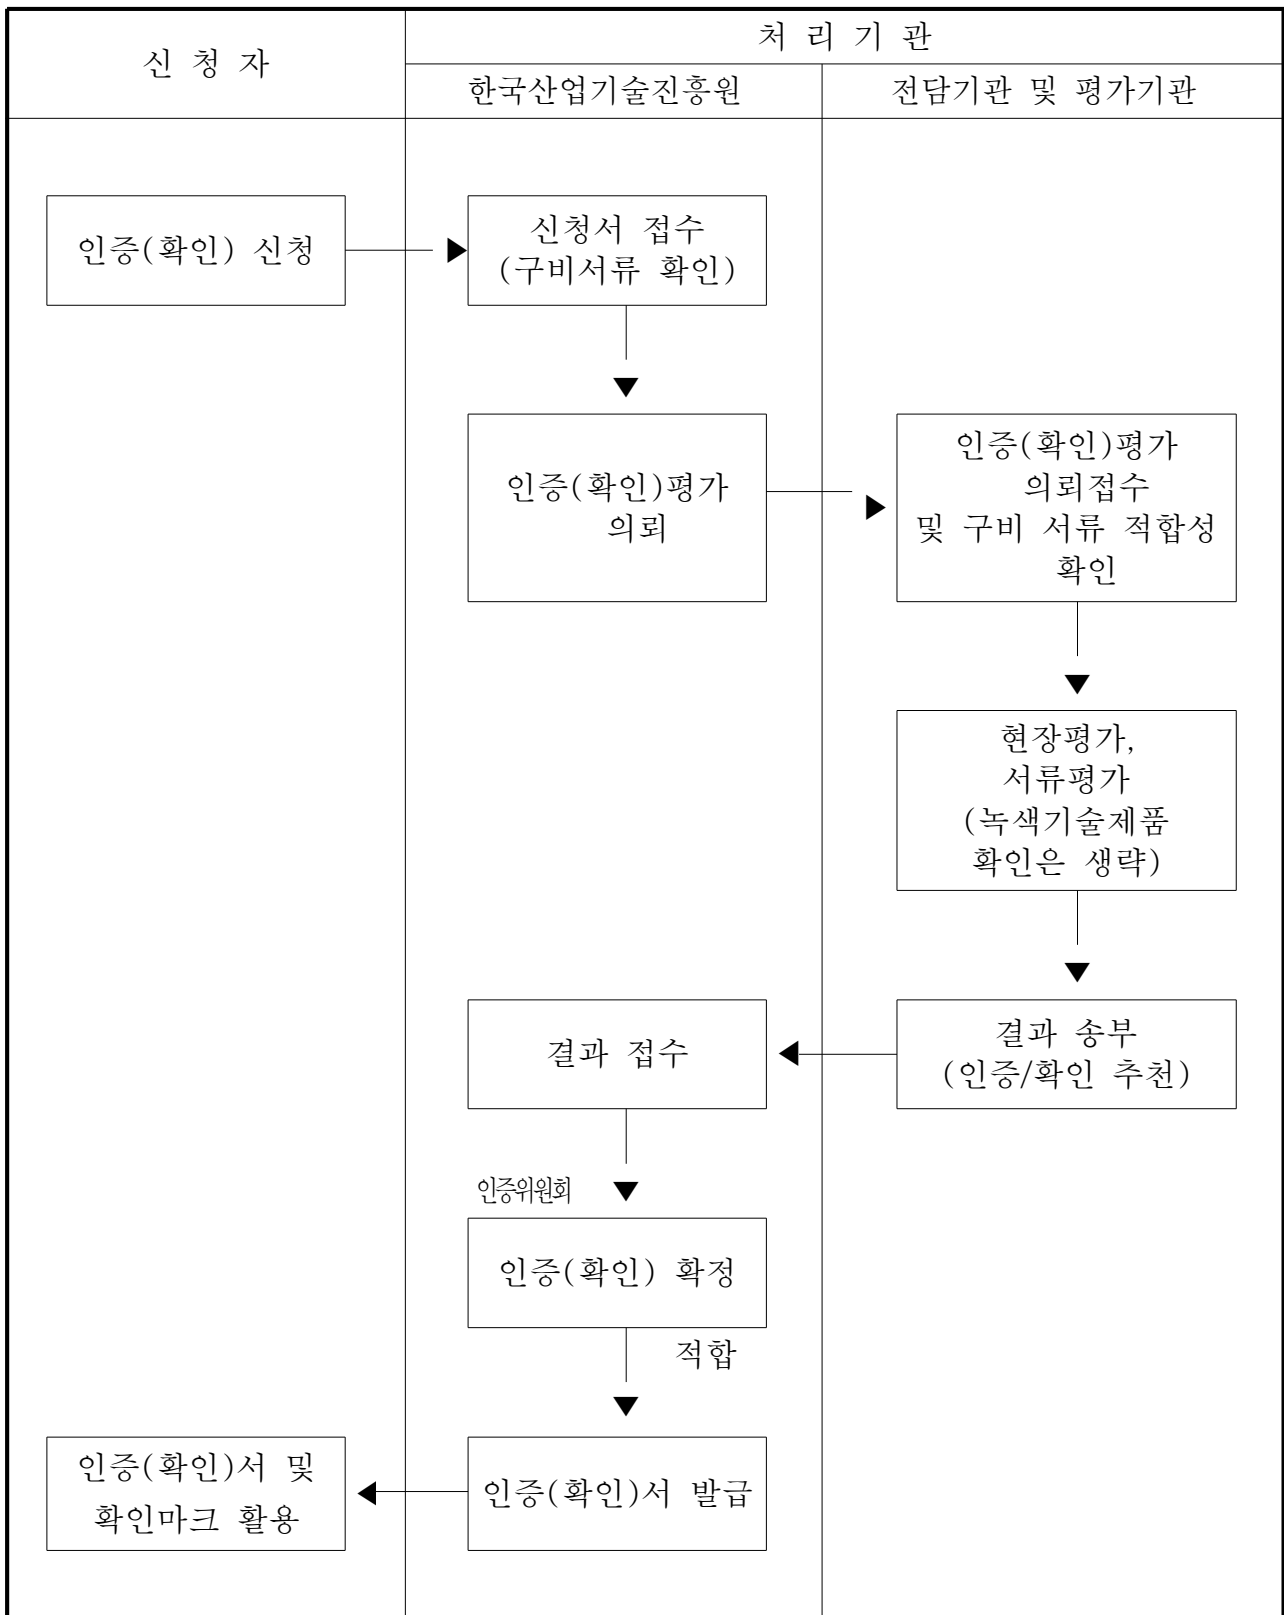 신 청 자
처 리 기 관
한국산업기술진흥원
전담기관 및 평가기관
인증(확인) 신청
신청서 접수
(구비서류 확인)
인증(확인)평가
의뢰
인증(확인)평가
의뢰접수
및 구비 서류 적합성
확인
현장평가,
서류평가
(녹색기술제품
확인은 생략)
결과 접수
결과 송부
(인증/확인 추천)
인증위원회
인증(확인) 확정
적합
인증(확인)서 및
확인마크 활용
인증(확인)서 발급